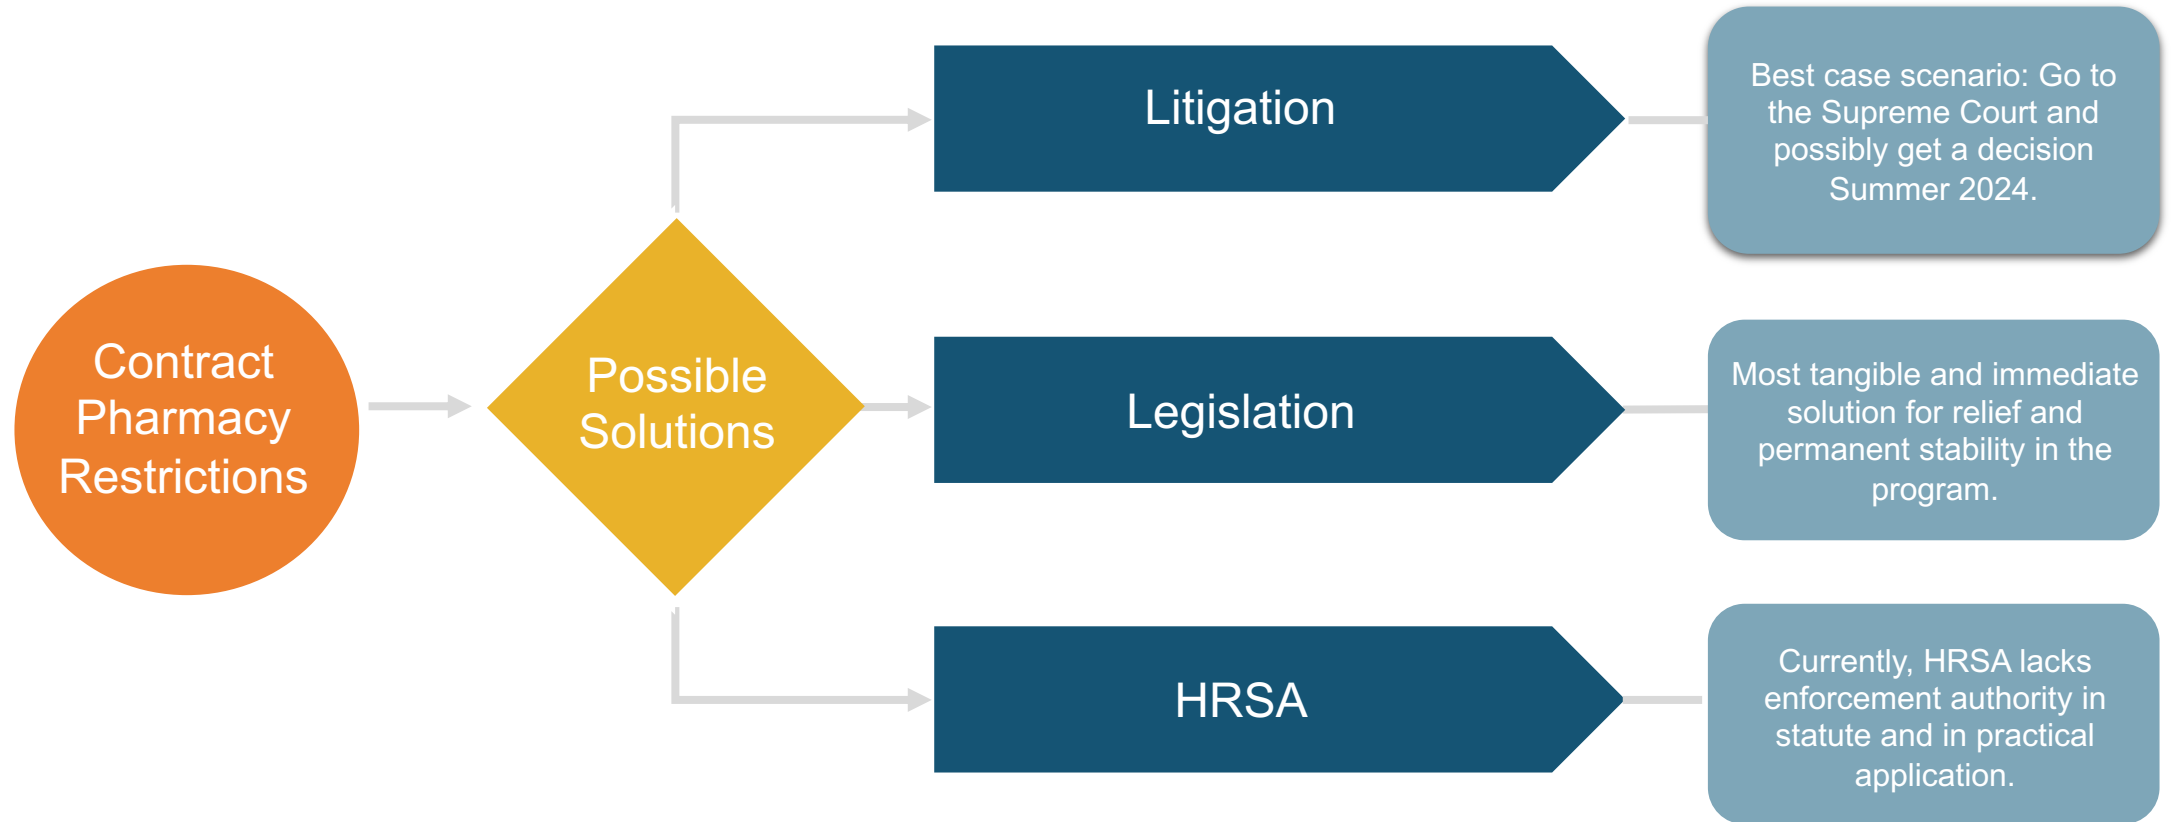 Contract
Pharmacy
Restrictions
Possible
Solutions
Litigation
Best case scenario: Go to
the Supreme Court and
possibly get a decision
Summer 2024.
Legislation
Most tangible and immediate
solution for relief and
permanent stability in the
program.
HRSA
Currently, HRSA lacks
enforcement authority in
statute and in practical
application.